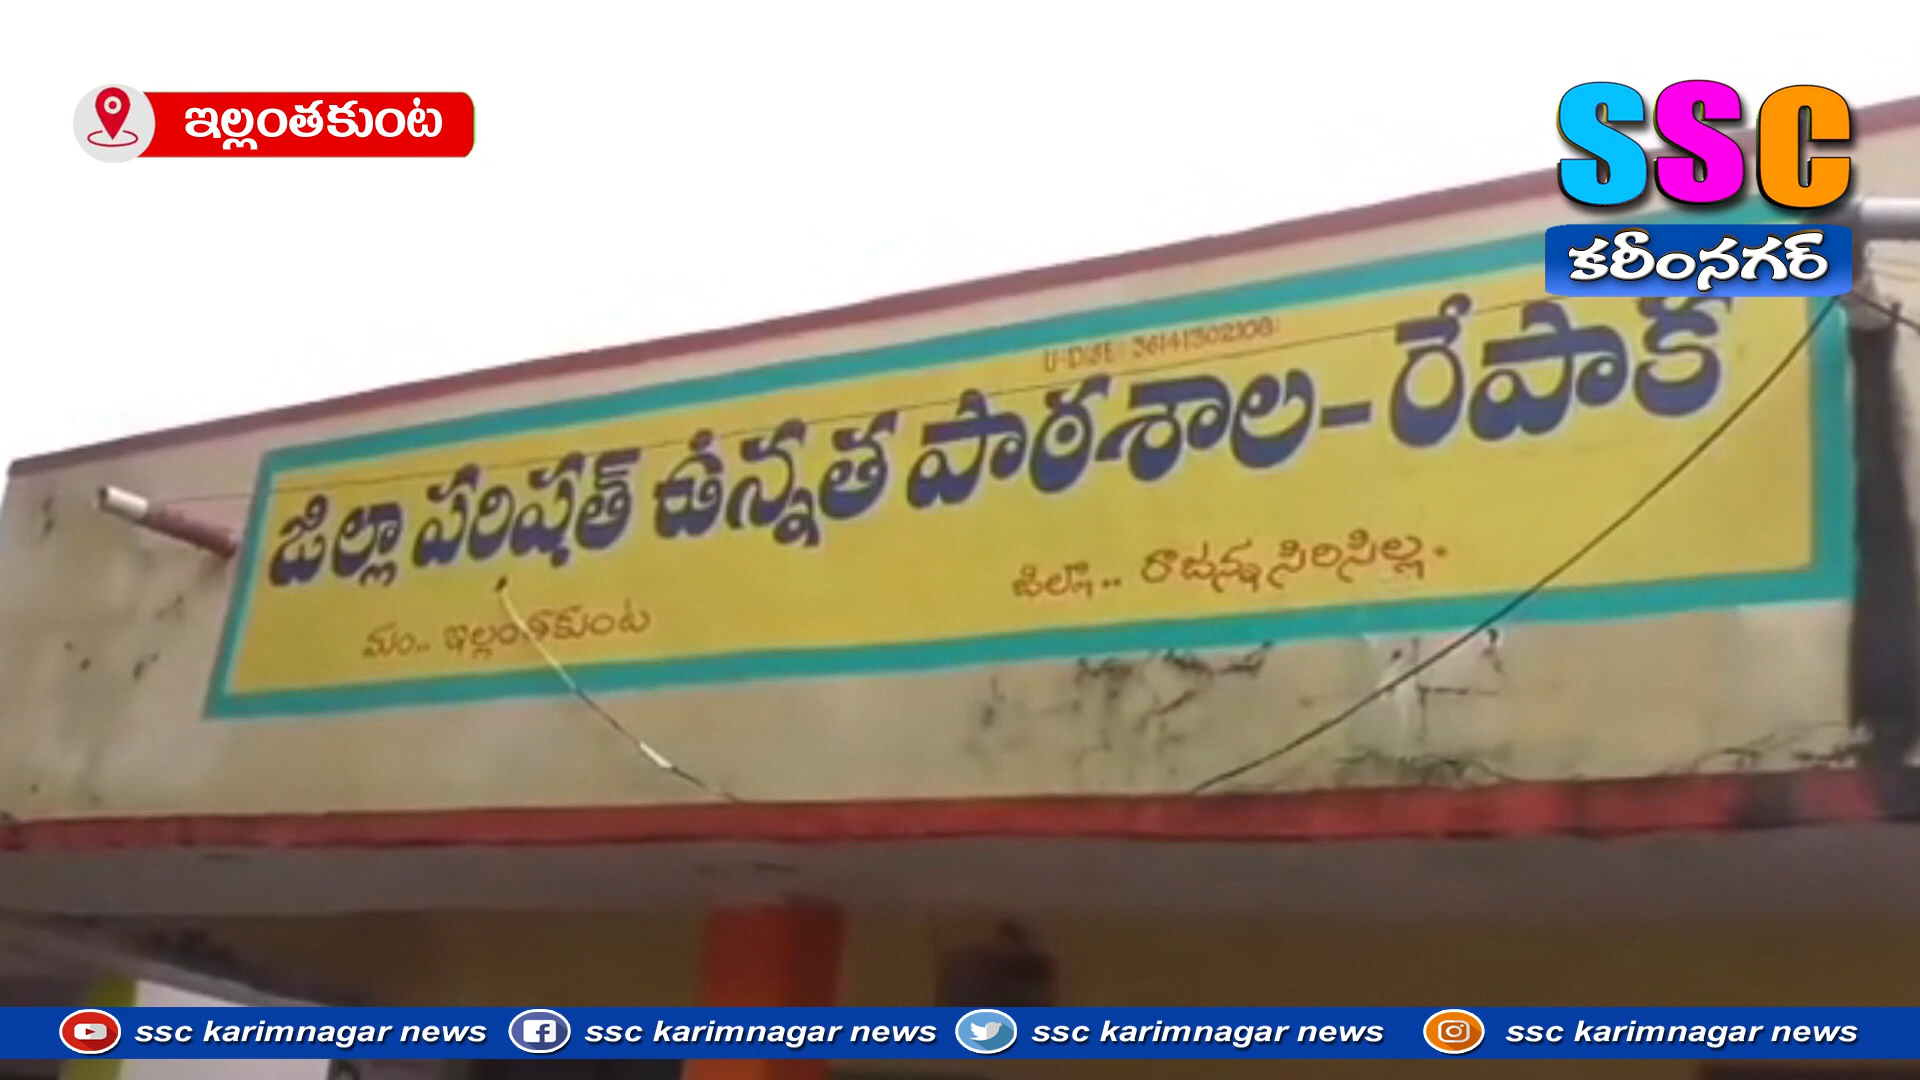 ఇల్లంతకుంట
SSC
కరీంనగర్
U-DISE: 36141302108
జిల్లా పరిషత్ ఉన్నత పాఠశాల-రేపాక
మం.. ఇల్లంతకుంట
జిల్లా.. రాజన్నసిరిసిల్ల.
ssc karimnagar news ssc karimnagar news ssc karimnagar news ssc karimnagar news